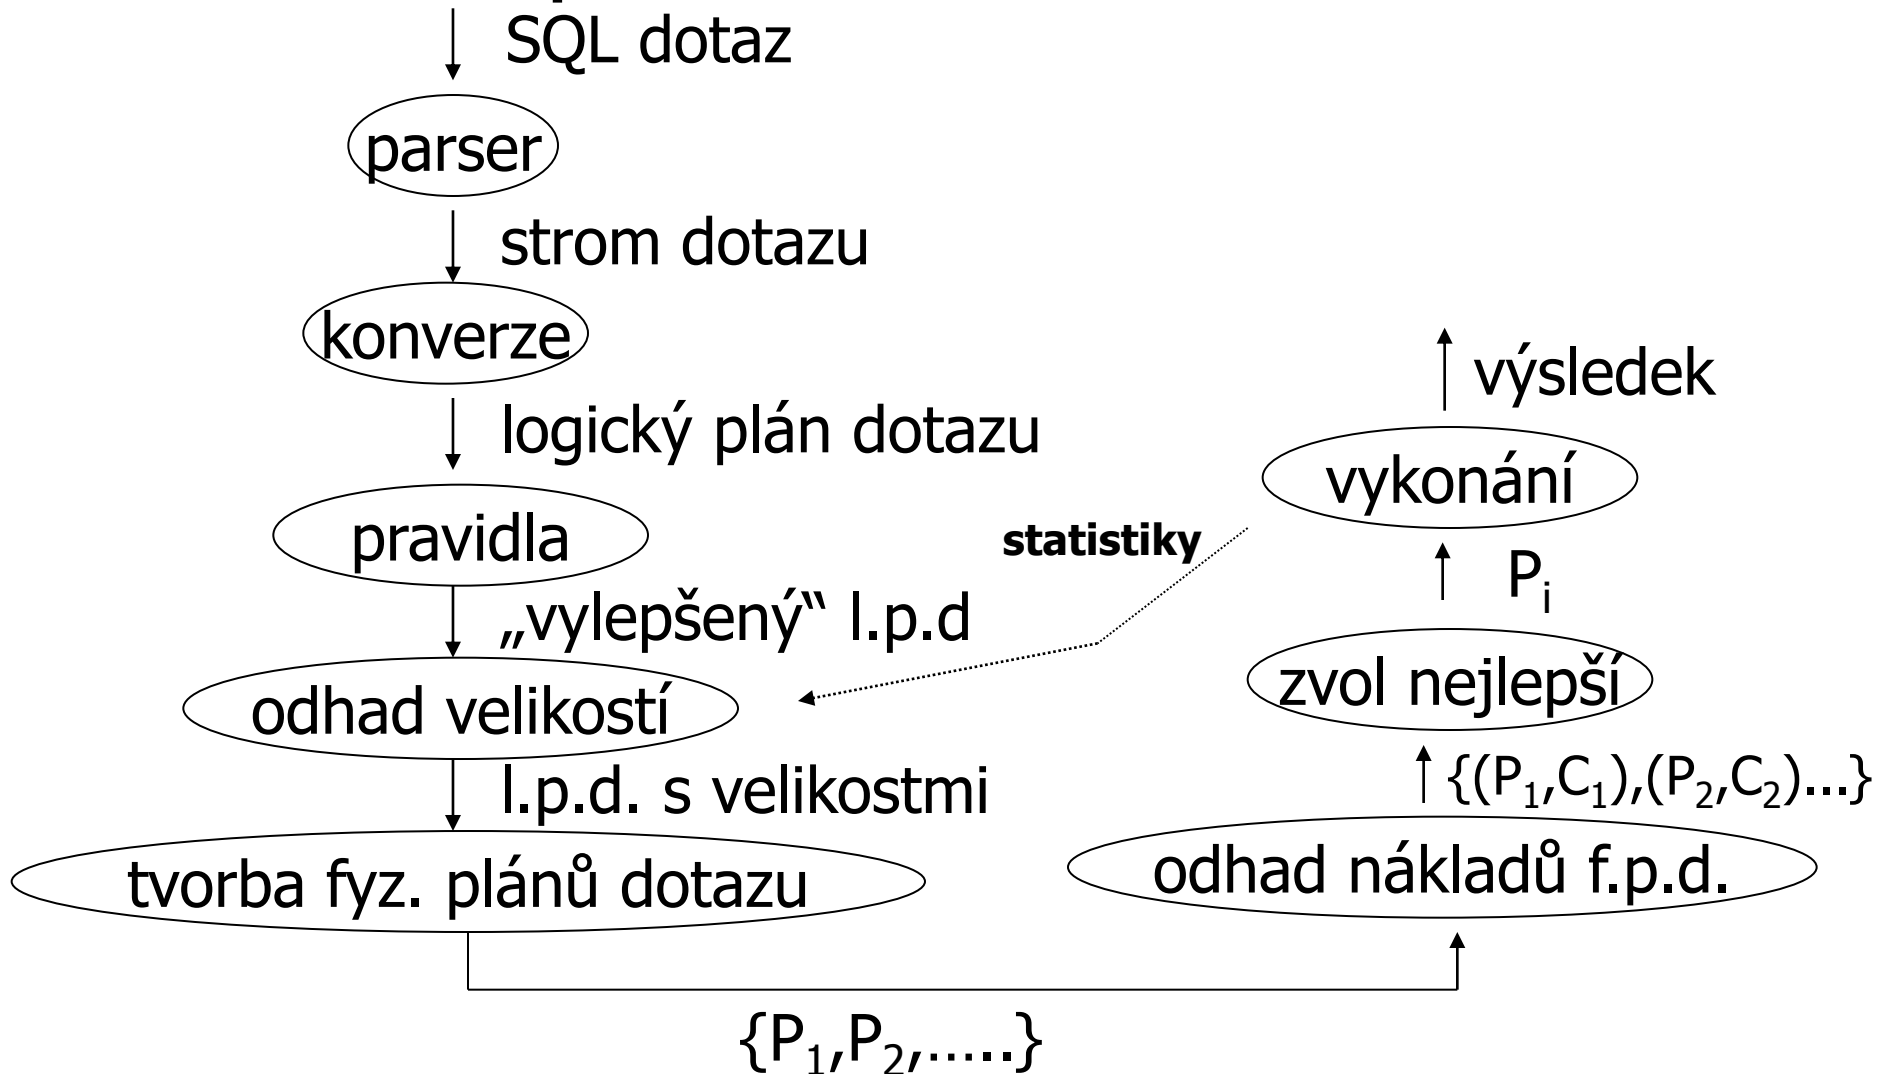 SQL dotaz
parser
strom dotazu
konverze
logický plán dotazu
pravidla
„vylepšený“ l.p.d
odhad velikostí
l.p.d. s velikostmi
tvorba fyz. plánů dotazu
{P1,P2,…..}
statistiky
výsledek
vykonání
Pi
zvol nejlepší
{(P1,C1),(P2,C2)...}
odhad nákladů f.p.d.